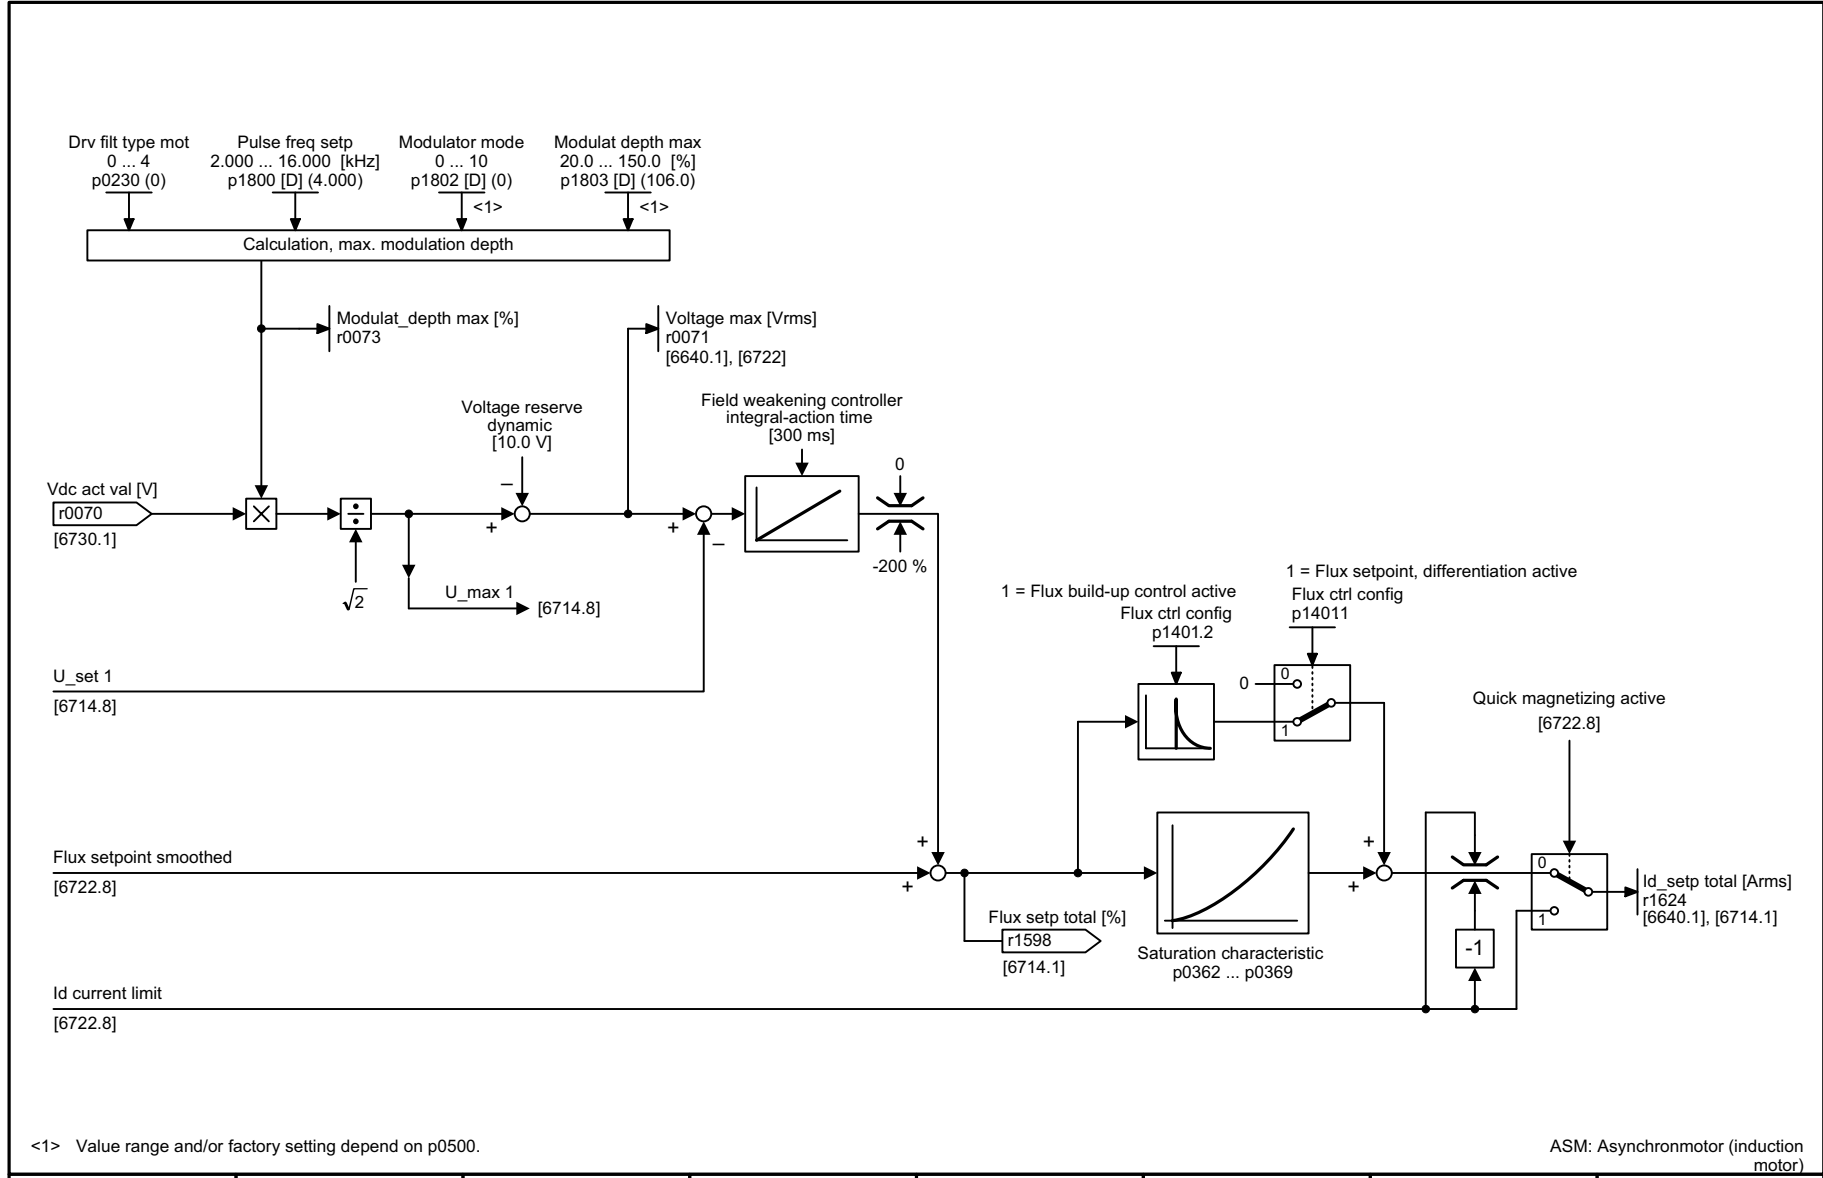 Drv filt type mot
0 ... 4
p0230 (0)
Pulse freq setp
2.000 ... 16.000 [kHz]
p1800 [D] (4.000)
Modulator mode
0 ... 10
p1802 [D] (0)
<1>
Modulat depth max
20.0 ... 150.0 [%]
p1803 [D] (106.0)
<1>
Calculation, max. modulation depth
Modulat_depth max [%]
r0073
Voltage max [Vrms]
r0071
[6640.1], [6722]
Voltage reserve
dynamic
[10.0 V]
–
Field weakening controller
integral-action time
[300 ms]
0
-200 %
Vdc act val [V]
r0070
[6730.1]
×
÷
√2
+
+
–
U_max 1
[6714.8]
U_set 1
[6714.8]
1 = Flux build-up control active
Flux ctrl config
p1401.2
1 = Flux setpoint, differentiation active
Flux ctrl config
p14011
0
0
1
Quick magnetizing active
[6722.8]
Flux setpoint smoothed
[6722.8]
+
+
Flux setp total [%]
r1598
[6714.1]
Saturation characteristic
p0362 ... p0369
+
+
0
1
-1
Id_setp total [Arms]
r1624
[6640.1], [6714.1]
Id current limit
[6722.8]
<1> Value range and/or factory setting depend on p0500.
ASM: Asynchronmotor (induction
motor)